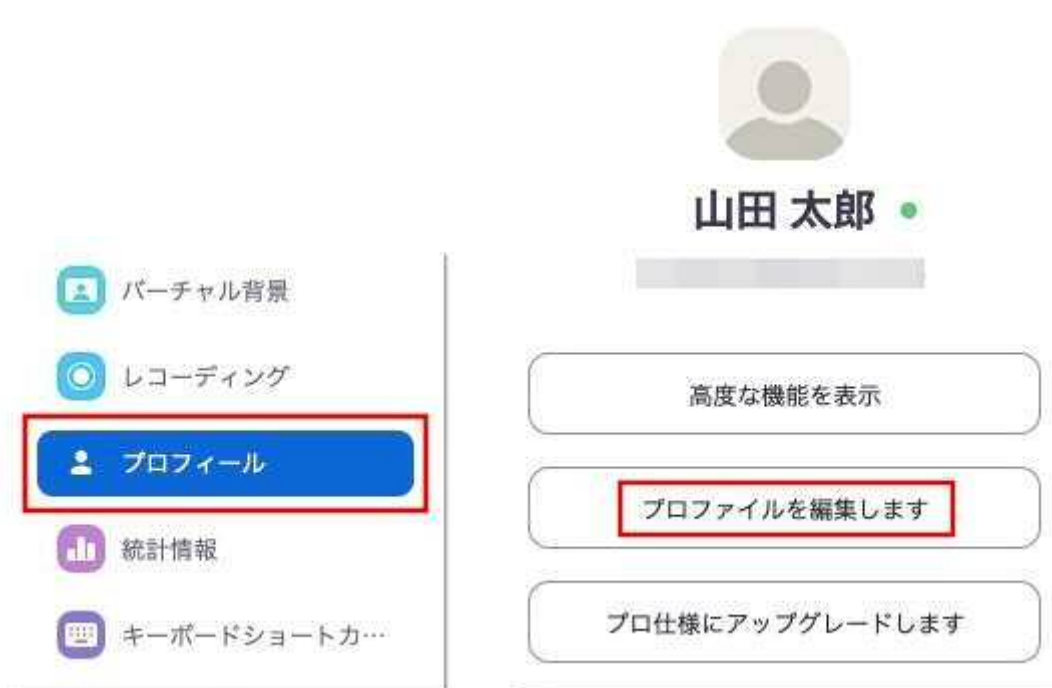 バーチャル背景
レコーディング
プロフィール
統計情報
キーボードショートカ…
山田 太郎
高度な機能を表示
プロファイルを編集します
プロ仕様にアップグレードします